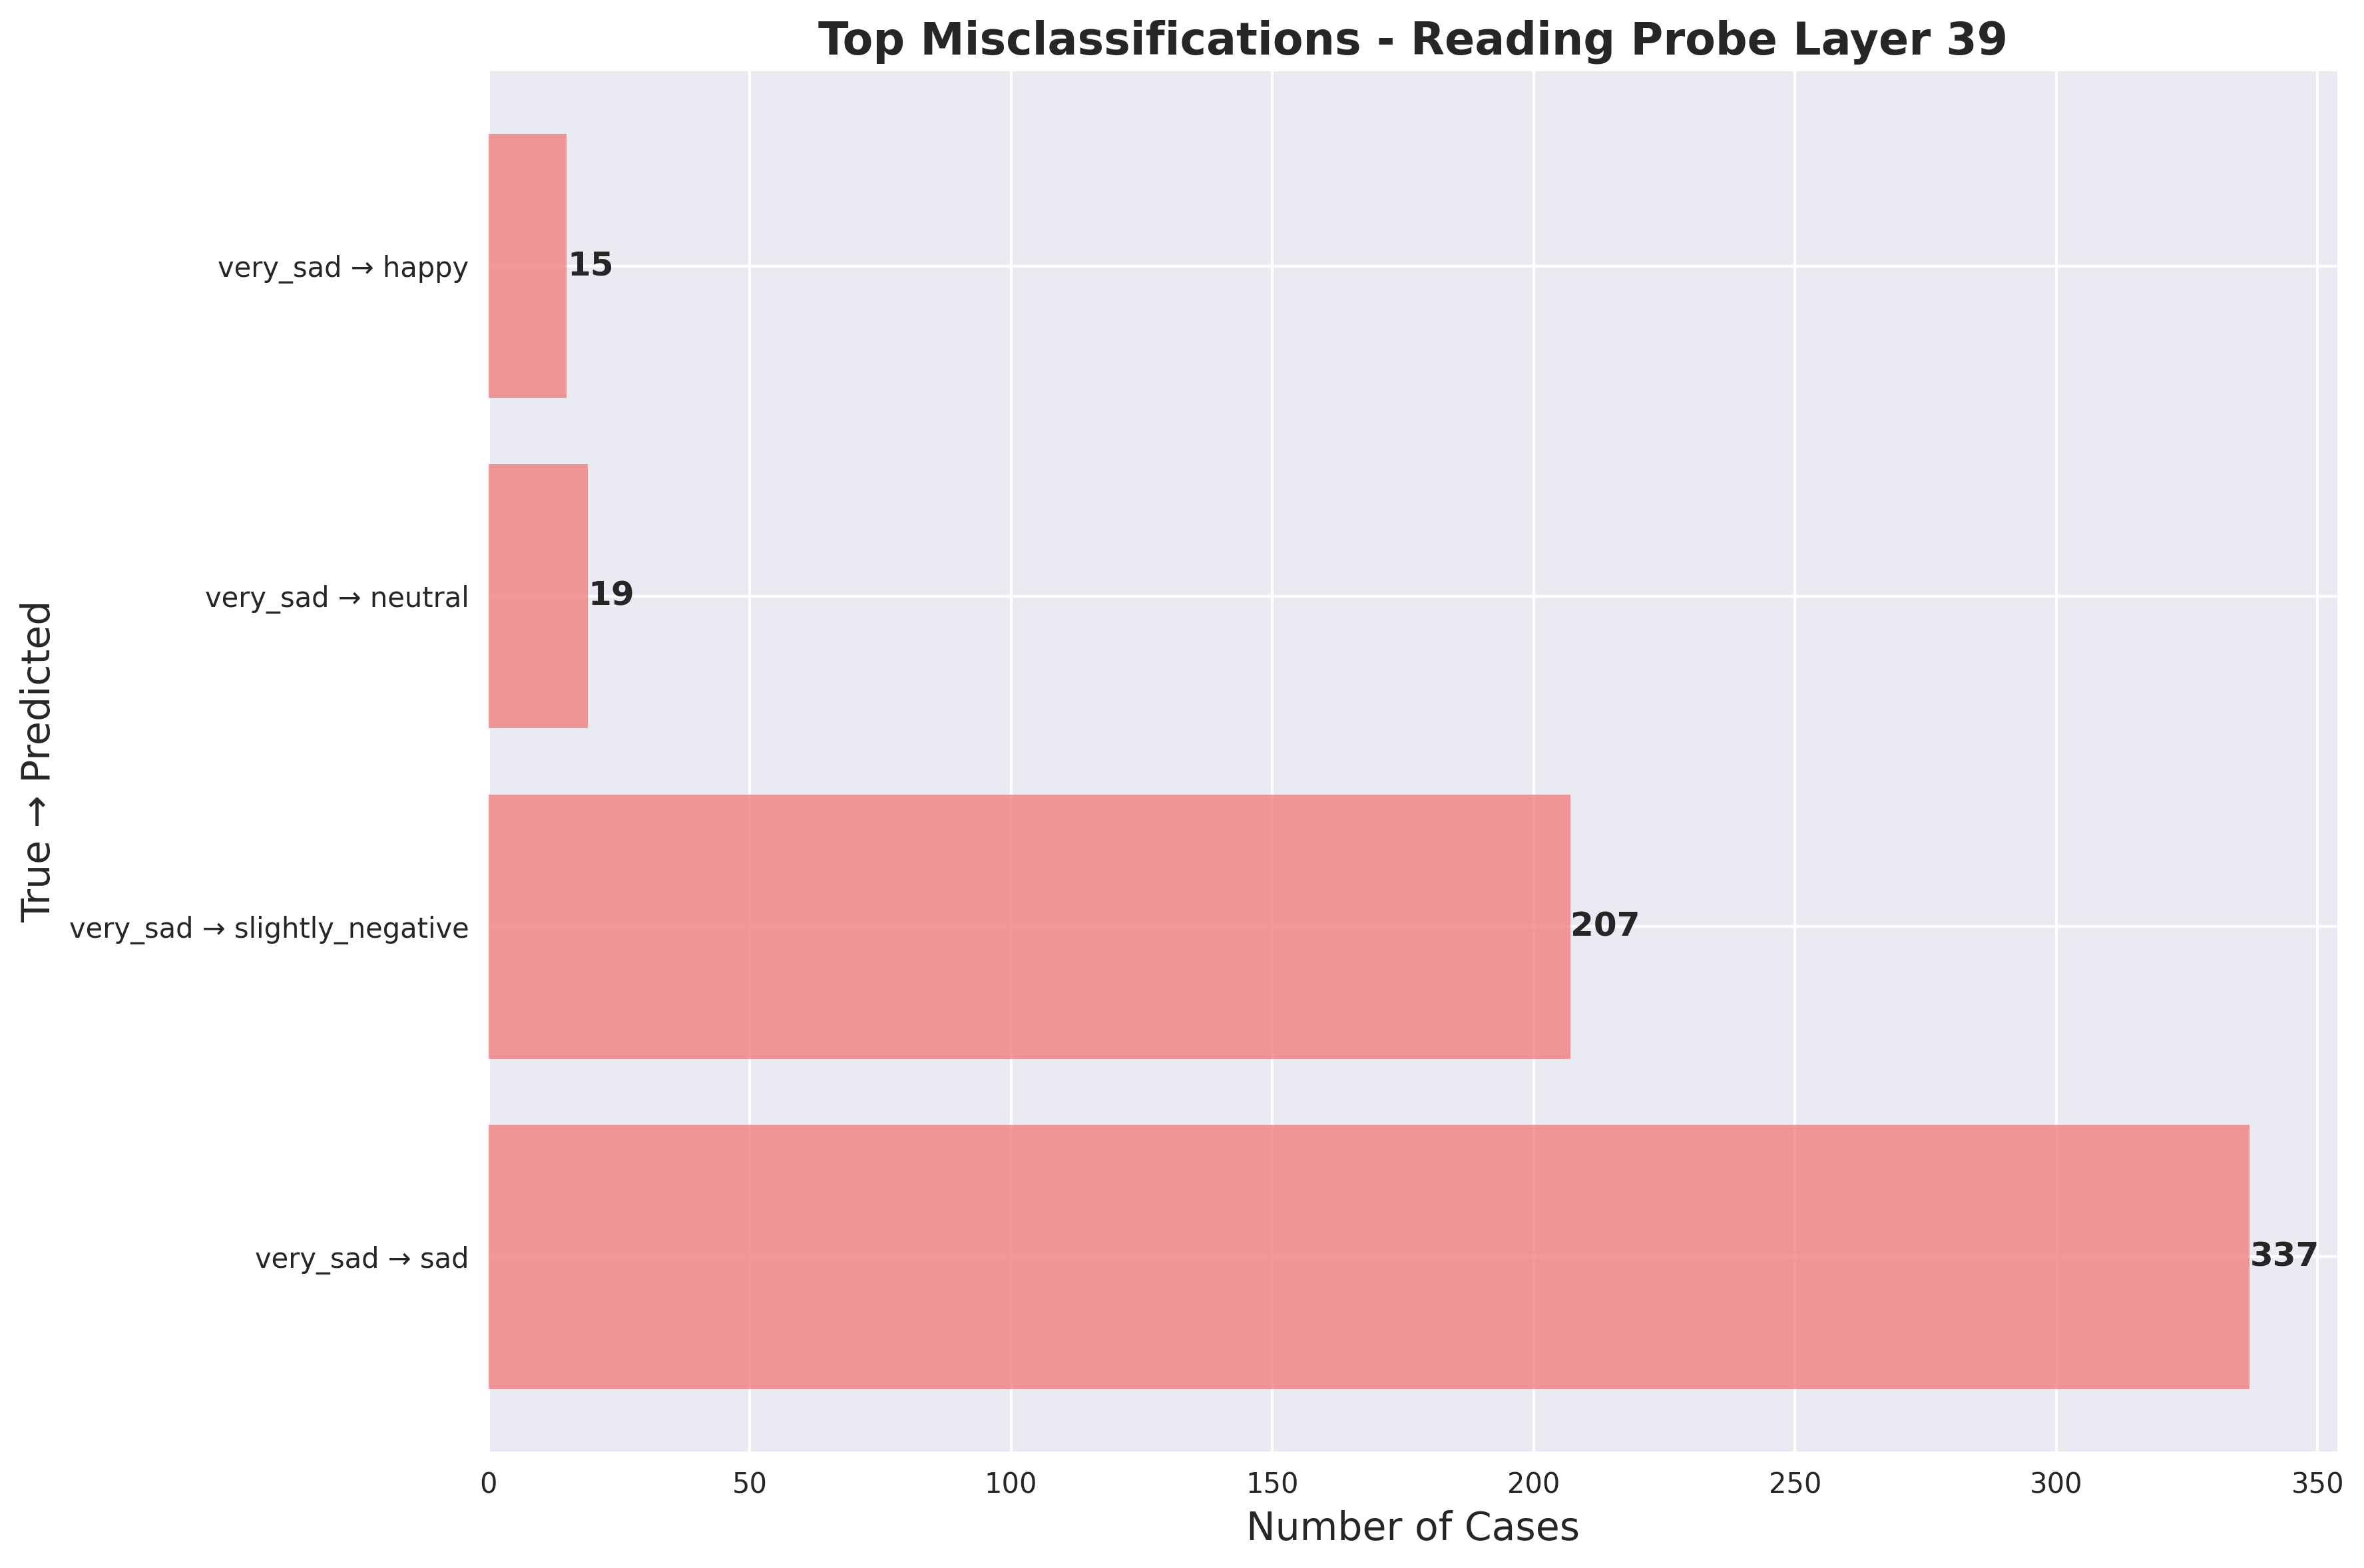 Top Misclassifications - Reading Probe Layer 39
True → Predicted
very_sad → happy
15
very_sad → neutral
19
very_sad → slightly_negative
207
very_sad → sad
337
0 50 100 150 200 250 300 350
Number of Cases